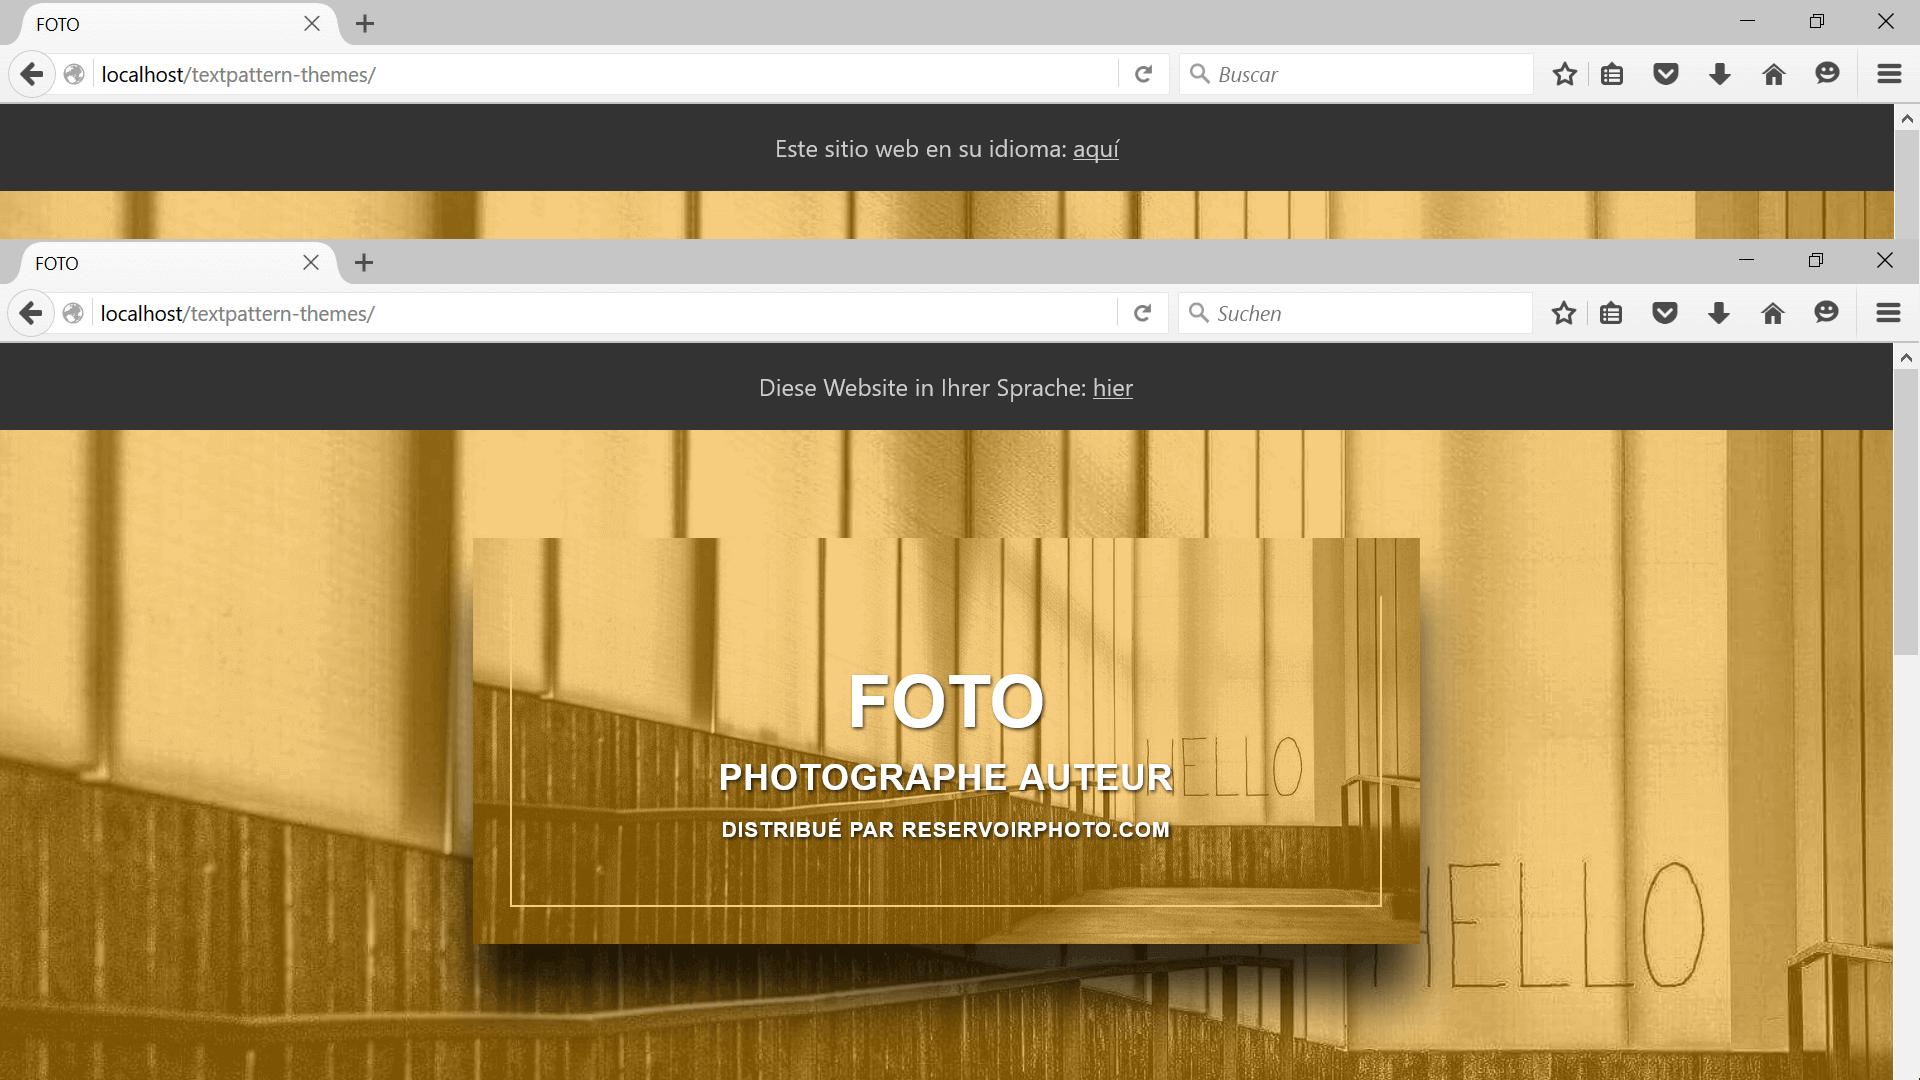 FOTO
localhost/textpattern-themes/
Buscar
Este sitio web en su idioma: aquí
FOTO
localhost/textpattern-themes/
Suchen
Diese Website in Ihrer Sprache: hier
FOTO
PHOTOGRAPHE AUTEUR
DISTRIBUÉ PAR RESERVOIRPHOTO.COM
HELLO
HELLO